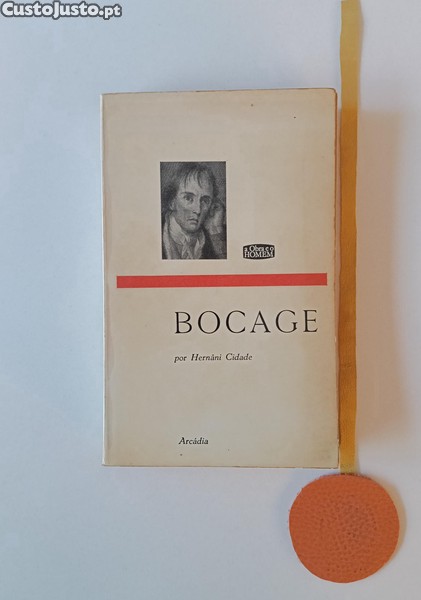 CustoJusto.pt
a Obra e o
HOMEM
BOCAGE
por Hernâni Cidade
Arcádia